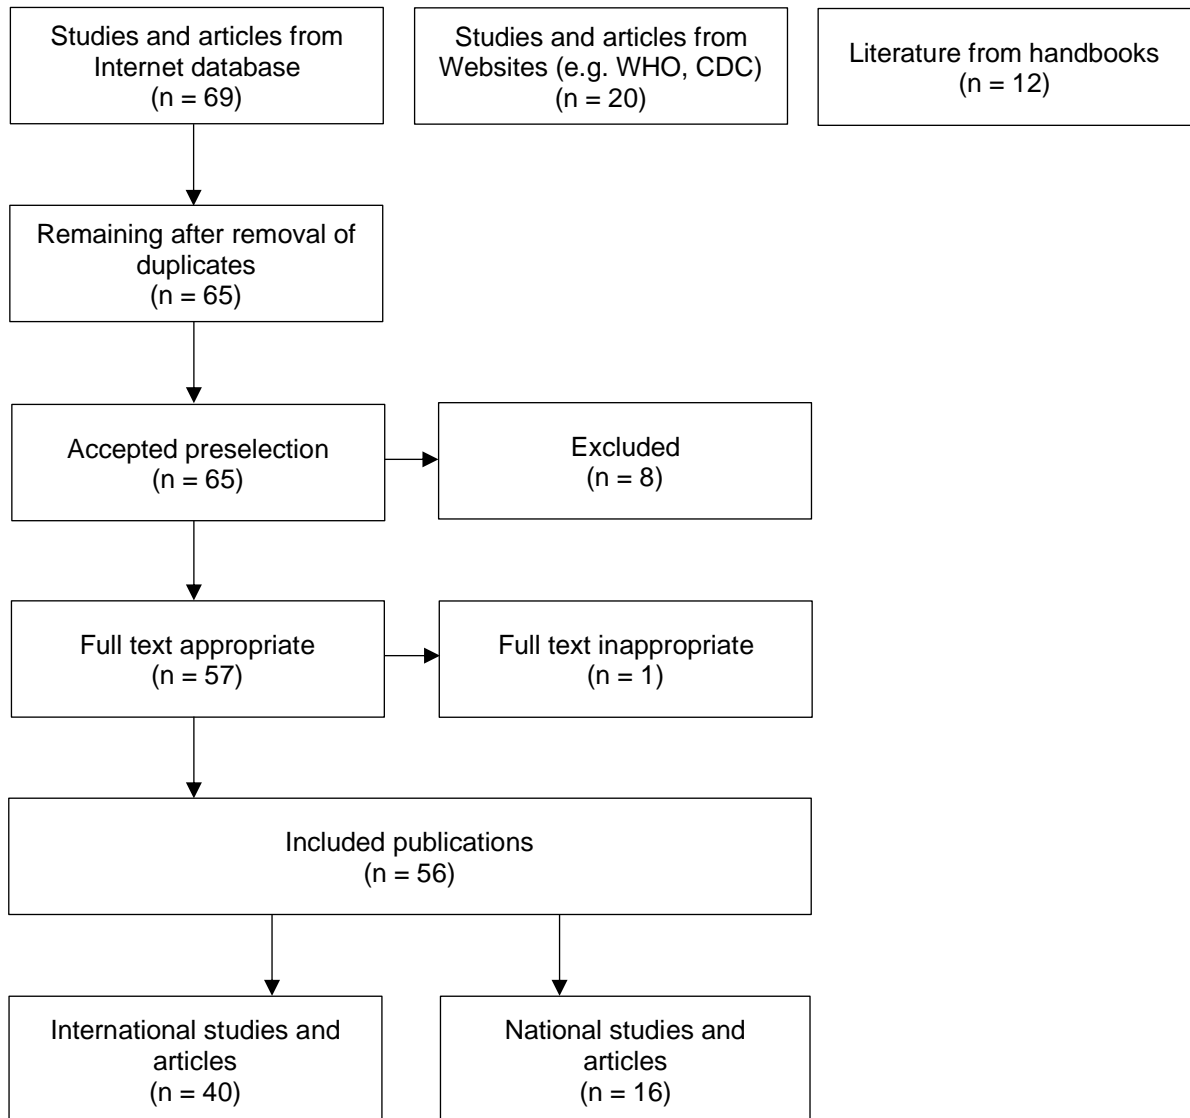 Studies and articles from
Internet database
(n = 69)
Studies and articles from
Websites (e.g. WHO, CDC)
(n = 20)
Literature from handbooks
(n = 12)
Remaining after removal of
duplicates
(n = 65)
Accepted preselection
(n = 65)
Excluded
(n = 8)
Full text appropriate
(n = 57)
Full text inappropriate
(n = 1)
Included publications
(n = 56)
International studies and
articles
(n = 40)
National studies and
articles
(n = 16)